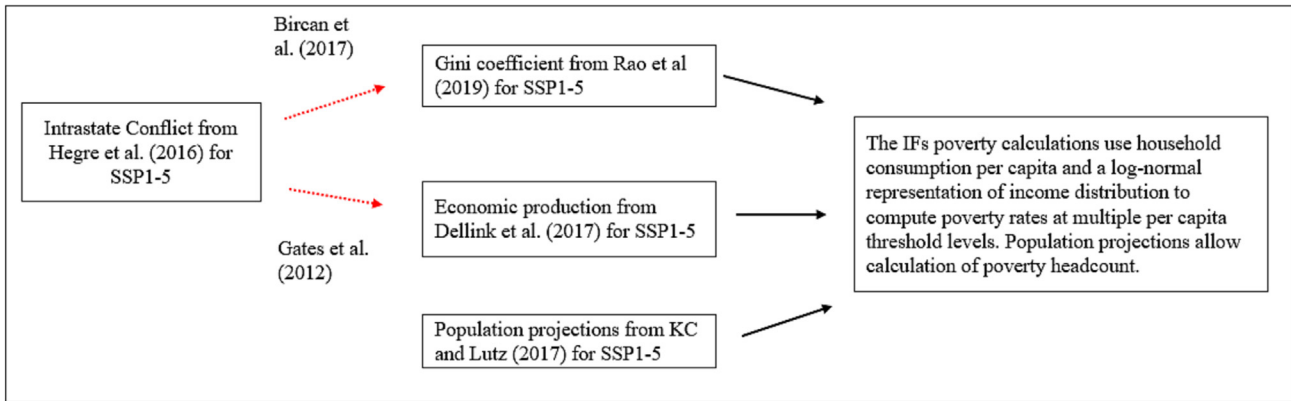 Bircan et
al. (2017)
Gini coefficient from Rao et al
(2019) for SSP1-5
Intrastate Conflict from
Hegre et al. (2016) for
SSP1-5
The IFs poverty calculations use household
consumption per capita and a log-normal
representation of income distribution to
compute poverty rates at multiple per capita
threshold levels. Population projections allow
calculation of poverty headcount.
Economic production from
Dellink et al. (2017) for SSP1-5
Gates et al.
(2012)
Population projections from KC
and Lutz (2017) for SSP1-5